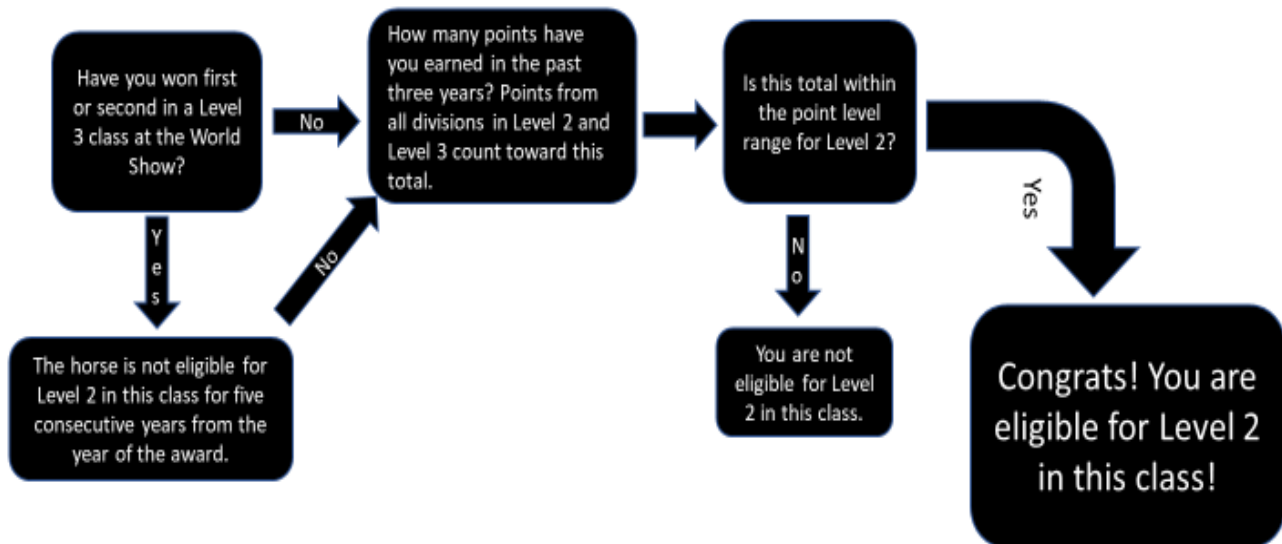 Have you won first
or second in a Level
3 class at the World
Show?
No
How many points have
you earned in the past
three years? Points from
all divisions in Level 2 and
Level 3 count toward this
total.
Is this total within
the point level
range for Level 2?
Yes
Yes
No
No
The horse is not eligible for
Level 2 in this class for five
consecutive years from the
year of the award.
You are not
eligible for Level
2 in this class.
Congrats! You are
eligible for Level 2
in this class!